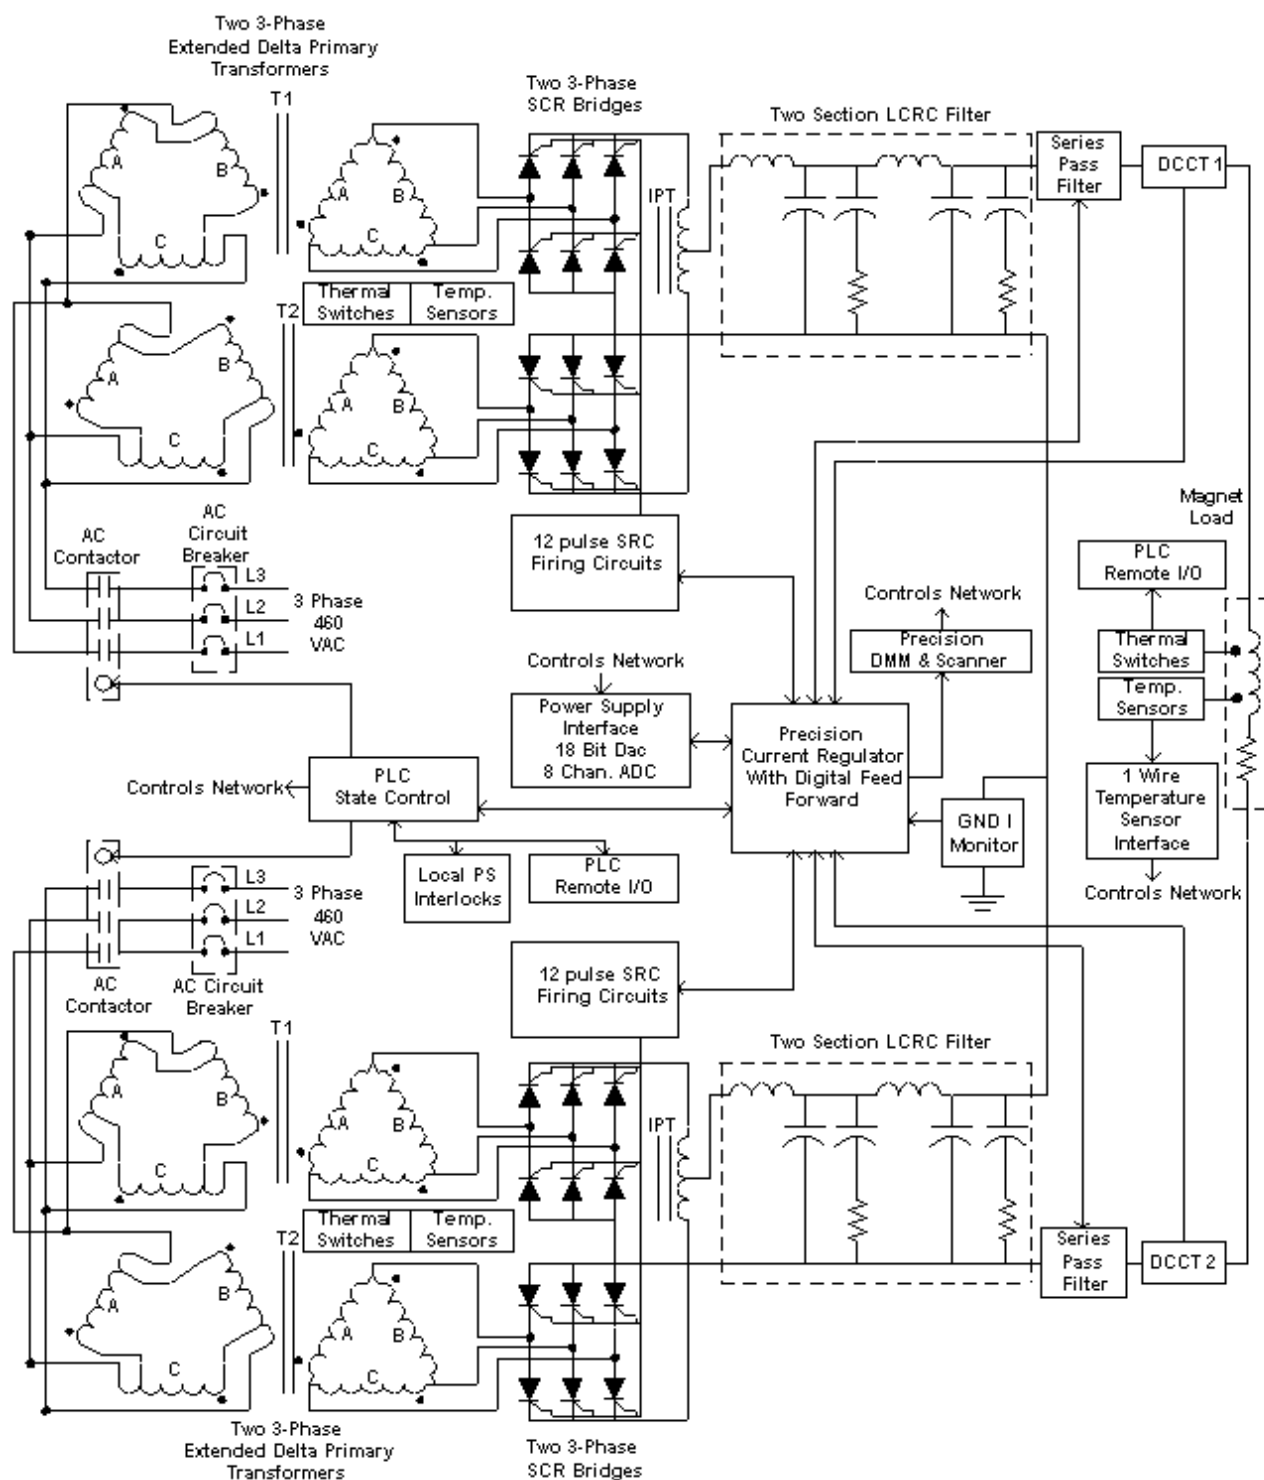 Two 3-Phase
Extended Delta Primary
Transformers
T1
A
B
C
A
B
C
Two 3-Phase
SCR Bridges
IPT
Two Section LCRC Filter
Series
Pass
Filter
DCCT 1
Thermal
Switches
Temp.
Sensors
T2
A
B
C
A
B
C
AC
Contactor
AC
Circuit
Breaker
L3
L2
L1
3 Phase
460
VAC
12 pulse SRC
Firing Circuits
Magnet
Load
PLC
Remote I/O
Controls Network
Precision
DMM & Scanner
Thermal
Switches
Temp.
Sensors
Controls Network
Power Supply
Interface
18 Bit Dac
8 Chan. ADC
Precision
Current Regulator
With Digital Feed
Forward
1 Wire
Temperature
Sensor
Interface
Controls Network
Controls Network
PLC
State Control
GND I
Monitor
Local PS
Interlocks
PLC
Remote I/O
L3
L2
L1
3 Phase
460
VAC
AC
Contactor
AC Circuit
Breaker
12 pulse SRC
Firing Circuits
T1
A
B
C
A
B
C
IPT
Two Section LCRC Filter
Thermal
Switches
Temp.
Sensors
T2
A
B
C
A
B
C
Series
Pass
Filter
DCCT 2
Two 3-Phase
Extended Delta Primary
Transformers
Two 3-Phase
SCR Bridges